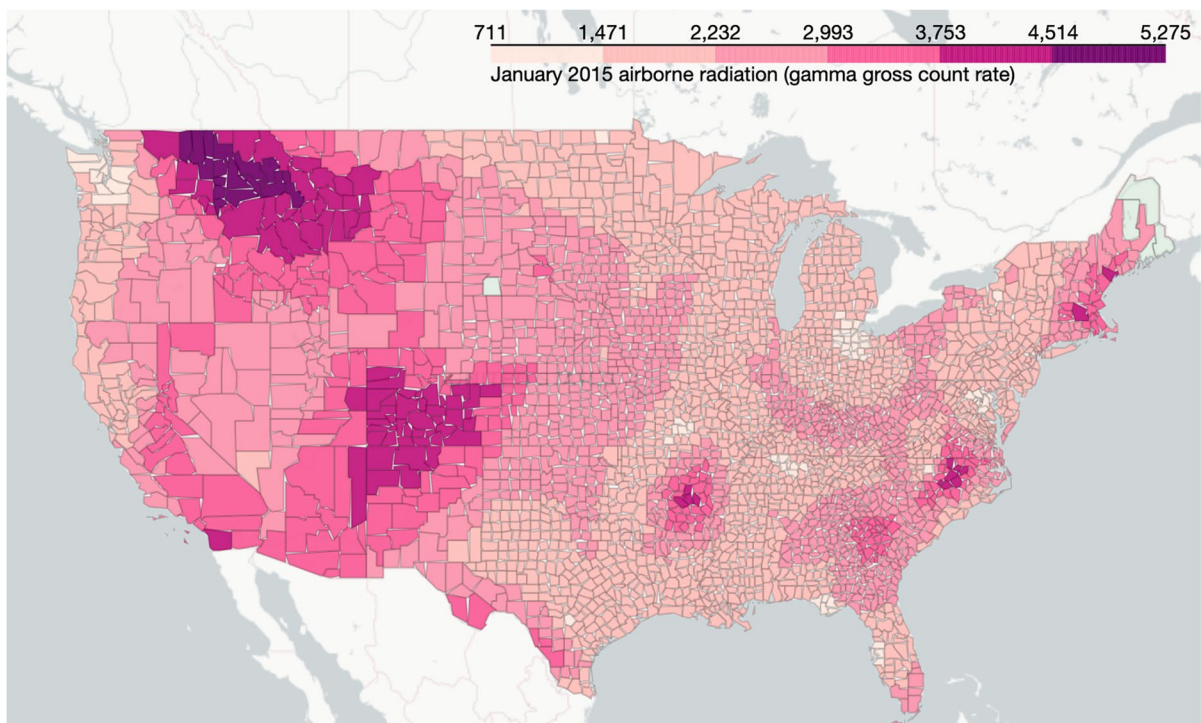 711 1,471 2,232 2,993 3,753 4,514 5,275
January 2015 airborne radiation (gamma gross count rate)